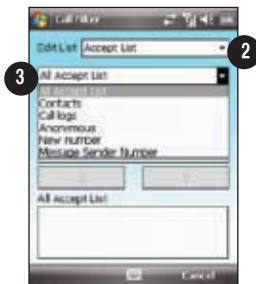 Call Filter
Edit List Accept List
2
3
All Accept List
All Accept List
Contacts
Call logs
Anonymous
New number
Message Sender Number
All Accept List
Cancel